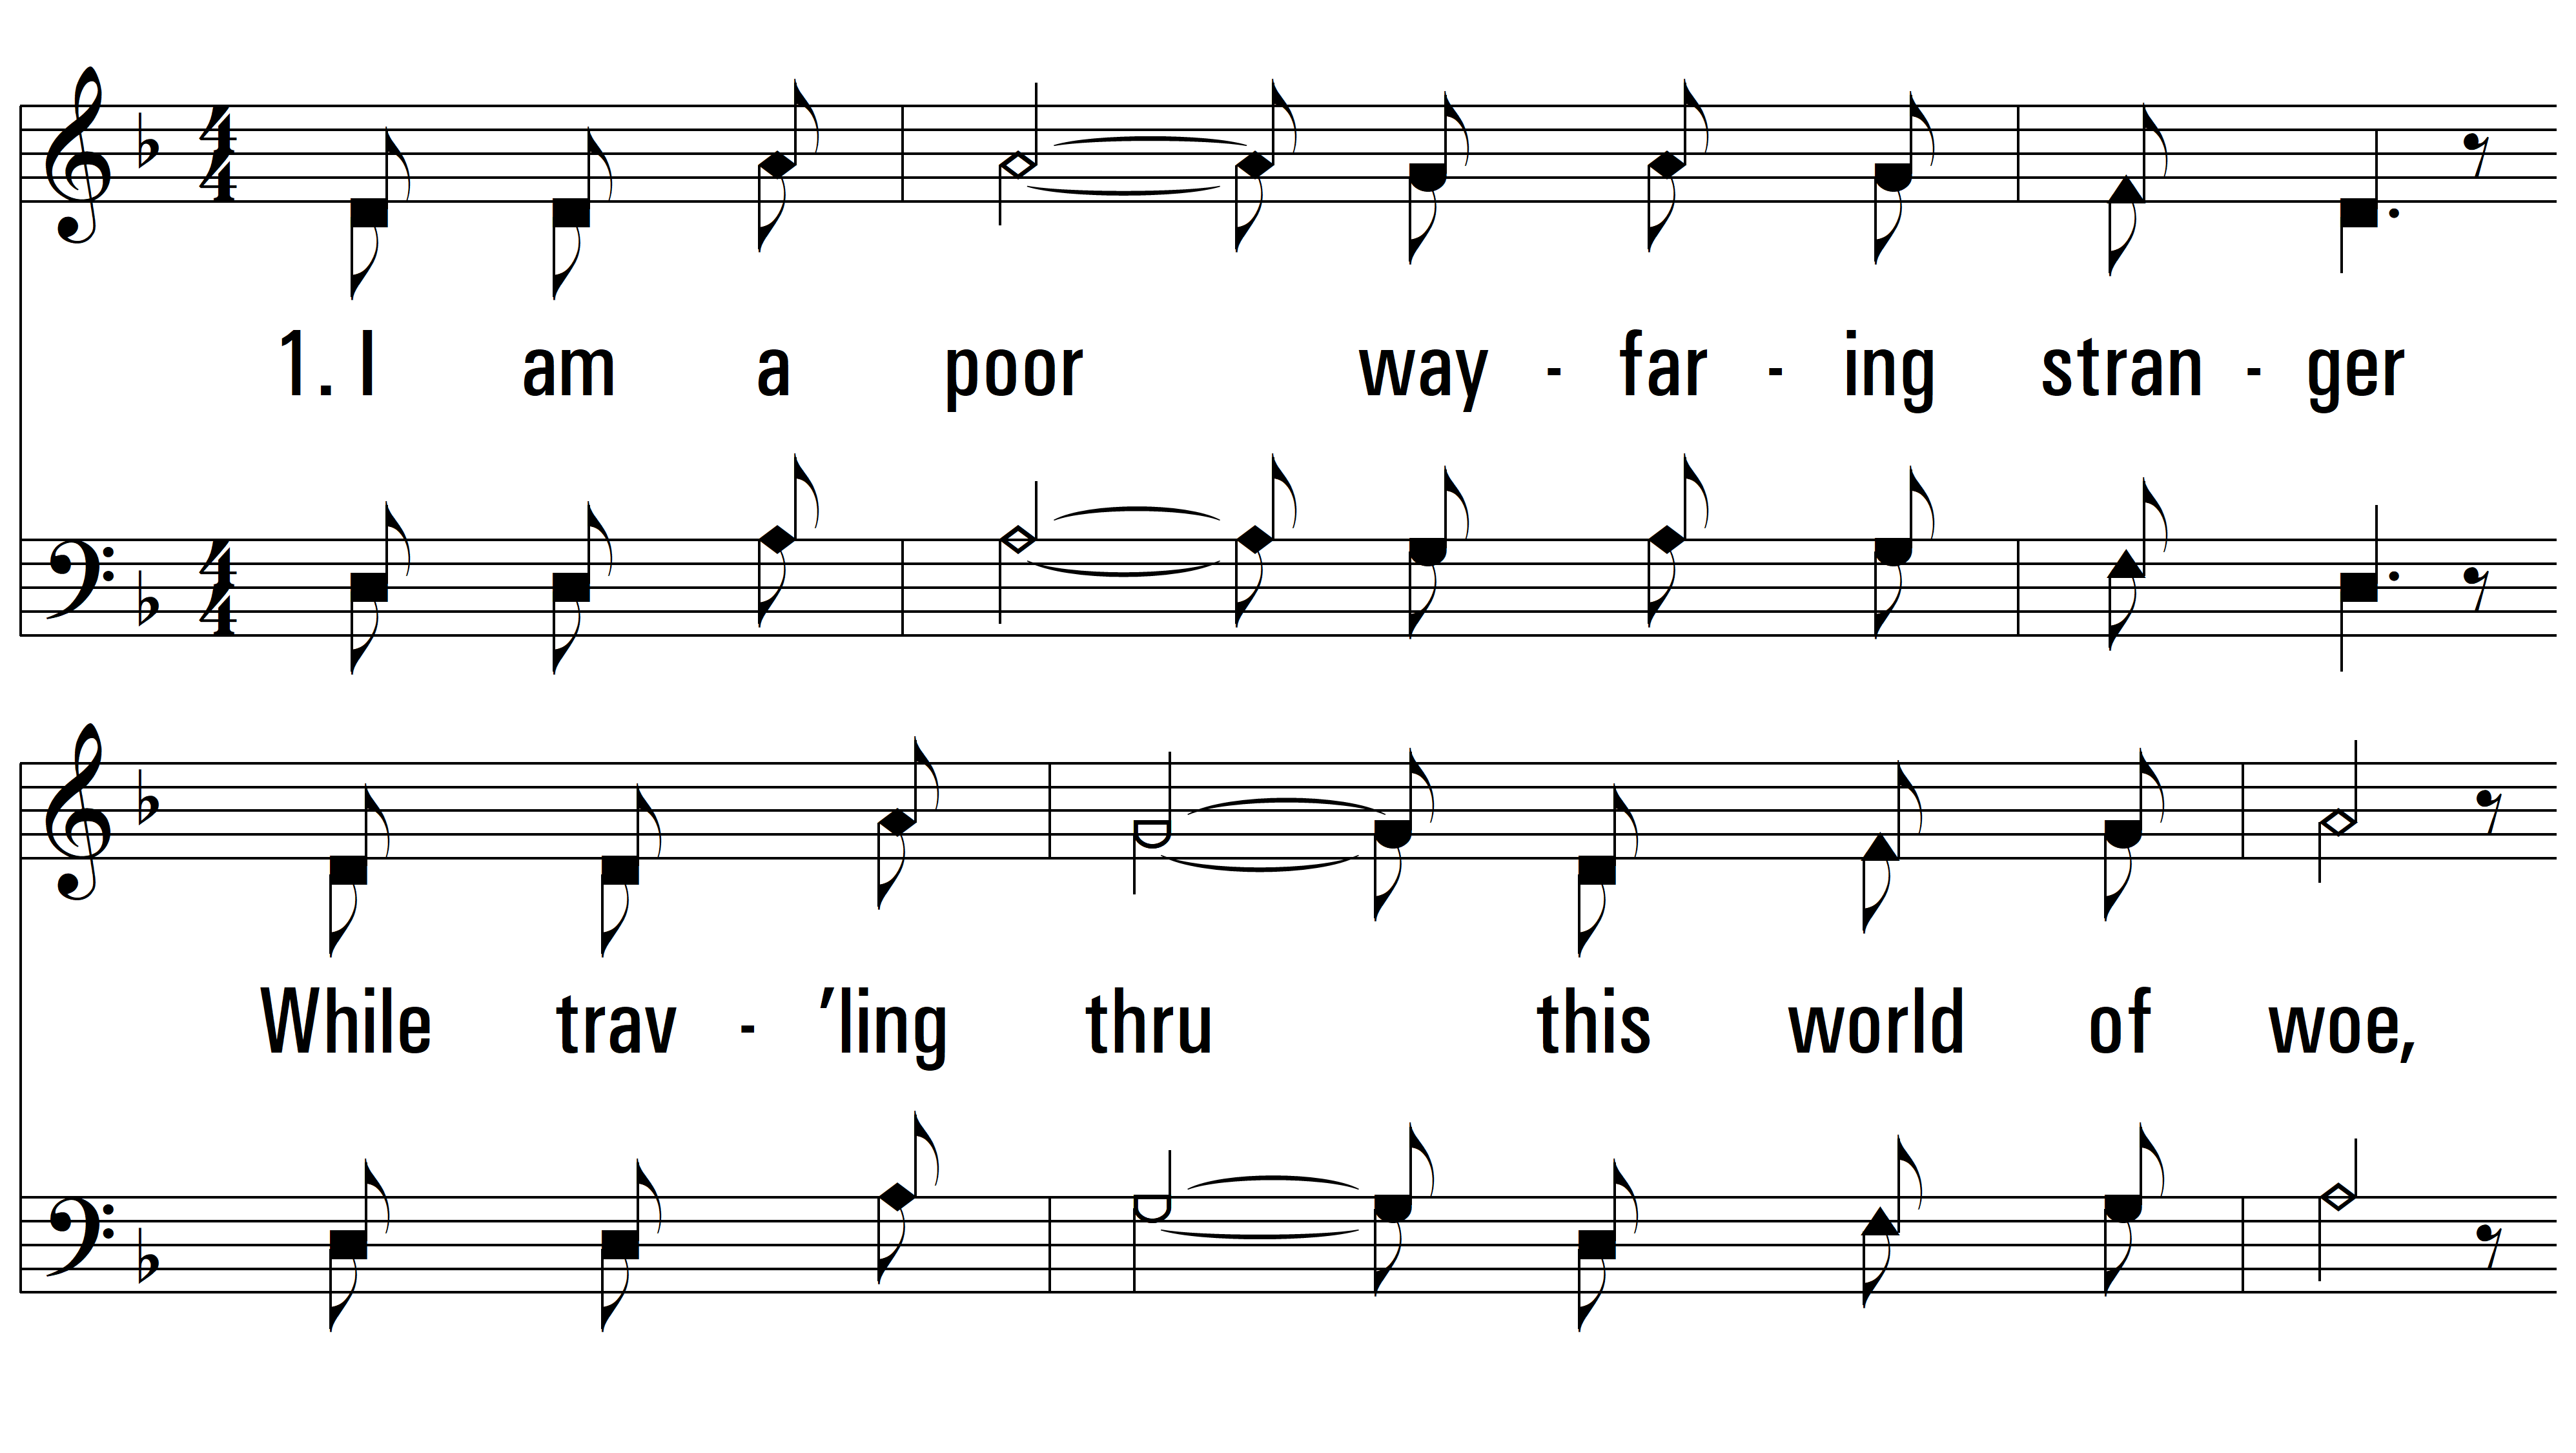 1. I am a poor way - far - ing stran - ger
While trav - ’ling thru this world of woe,